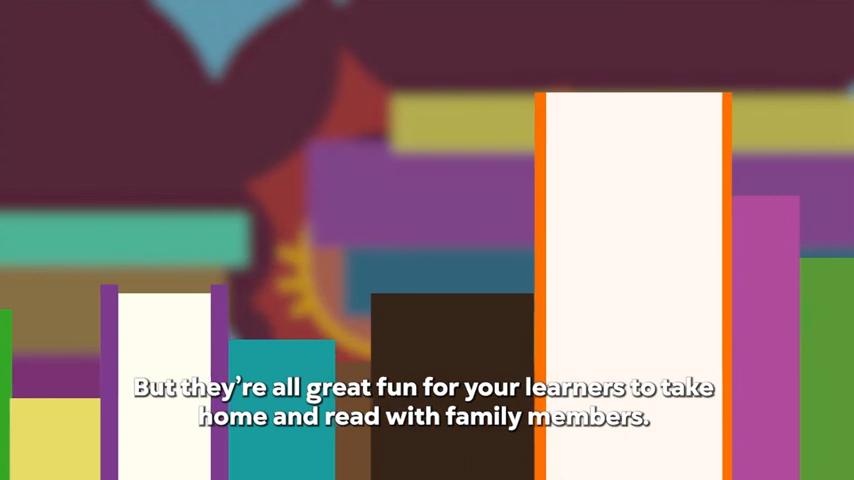 But they’re all great fun for your learners to take
home and read with family members.